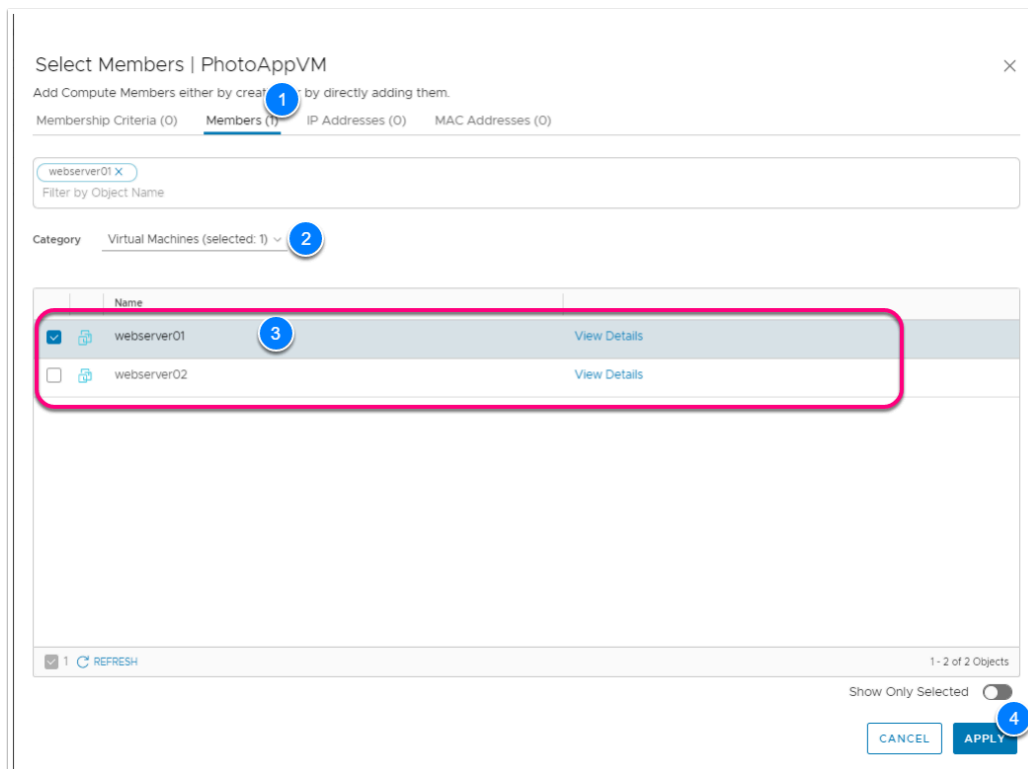 Select Members | PhotoAppVM
Add Compute Members either by creat 1 by directly adding them.
Membership Criteria (0) Members (1) IP Addresses (0) MAC Addresses (0)
webserver01 X
Filter by Object Name
Category Virtual Machines (selected: 1) 2
Name
webserver01 3 View Details
webserver02 View Details
1 REFRESH 1 - 2 of 2 Objects
Show Only Selected
4
CANCEL APPLY